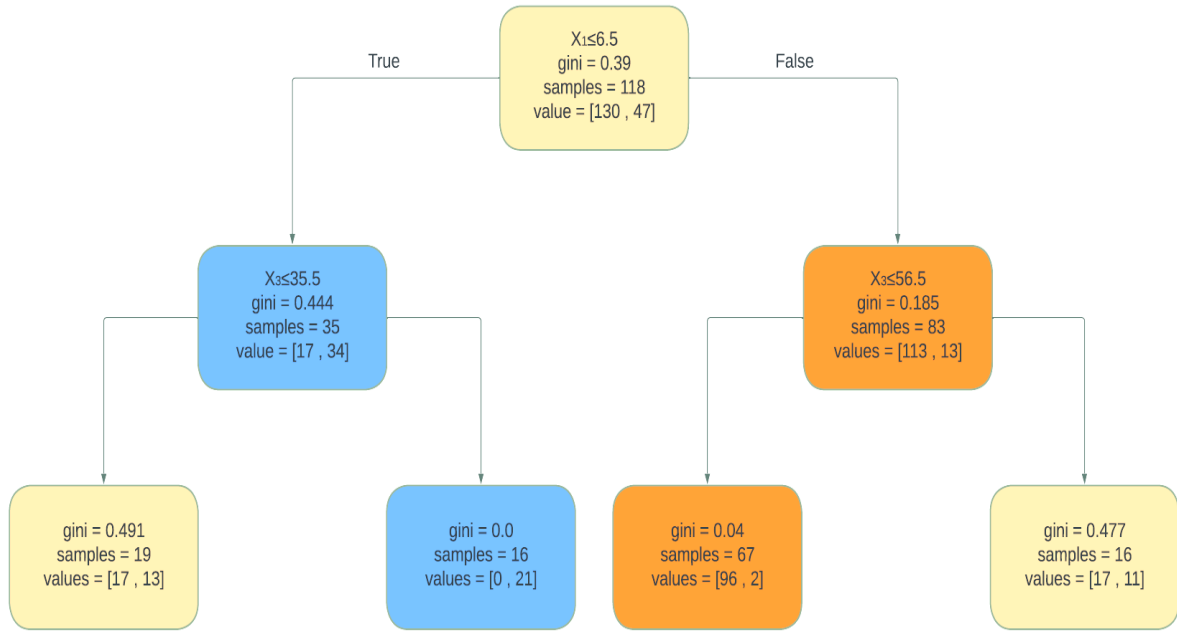 X₁≤6.5
gini = 0.39
samples = 118
value = [130 , 47]
True
False
X₃≤35.5
gini = 0.444
samples = 35
value = [17 , 34]
X₃≤56.5
gini = 0.185
samples = 83
values = [113 , 13]
gini = 0.491
samples = 19
values = [17 , 13]
gini = 0.0
samples = 16
values = [0 , 21]
gini = 0.04
samples = 67
values = [96 , 2]
gini = 0.477
samples = 16
values = [17 , 11]